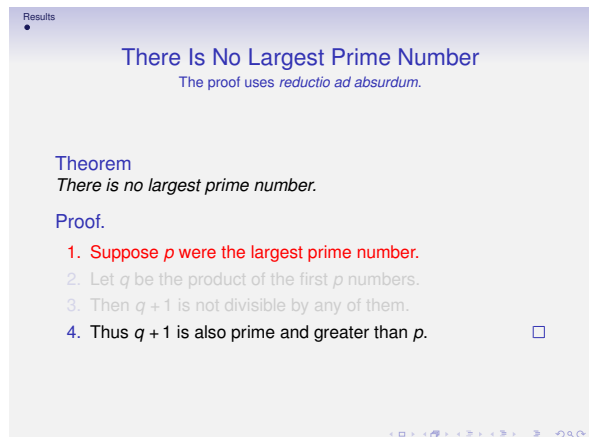 Results
There Is No Largest Prime Number
The proof uses reductio ad absurdum.
Theorem
There is no largest prime number.
Proof.
1. Suppose p were the largest prime number.
2. Let q be the product of the first p numbers.
3. Then q + 1 is not divisible by any of them.
4. Thus q + 1 is also prime and greater than p.